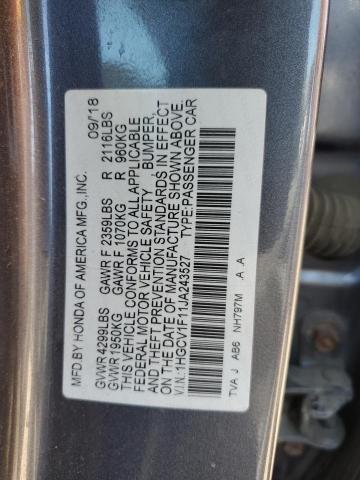 MFD. BY HONDA OF AMERICA MFG.,INC. 09/18
GVWR 4299LBS GAWR F 2359LBS R 2116LBS
GVWR 1950KG GAWR F 1070KG R 960KG
THIS VEHICLE CONFORMS TO ALL APPLICABLE
FEDERAL MOTOR VEHICLE SAFETY BUMPER,
AND THEFT PREVENTION STANDARDS IN EFFECT
ON THE DATE OF MANUFACTURE SHOWN ABOVE.
V.I.N.:1HGCV1F11JA243527 TYPE:PASSENGER CAR
TVA J AB6 NH797M .A .A